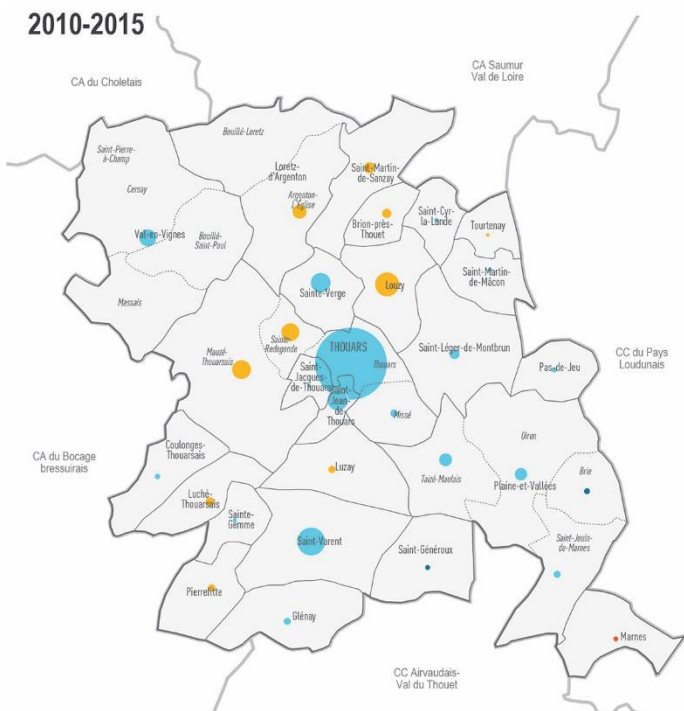 2010-2015
CA Saumur
Val de Loire
CA du Choletais
Bouillé-Loretz
Saint-Pierre-
à-Champ
Loretz-
d'Argenton
Saint-Martin-
de-Sanzay
Cersay
Argenton-
l'Église
Saint-Cyr-
la-Lande
Brion-près-
Thouet
Tourtenay
Val-en-Vignes
Bouillé-
Saint-Paul
Saint-Martin-
de-Mâcon
Massais
Sainte-Verge
Louzy
Sainte-
Radegonde
THOUARS
Mauzé-
Thouarsais
Thouars
Saint-Léger-de-Montbrun
CC du Pays
Loudunais
Saint-
Jacques-
de-Thouars
Pas-de-Jeu
Saint-
Jean-
de-
Thouars
Missé
Oiron
CA du Bocage
bressuirais
Coulonges-
Thouarsais
Luzay
Taizé-Maulais
Plaine-et-Vallées
Brie
Luché-
Thouarsais
Sainte-
Gemme
Saint-Varent
Saint-Généroux
Saint-Jouin-
de-Marnes
Pierrefitte
Glénay
Marnes
CC Airvaudais-
Val du Thouet